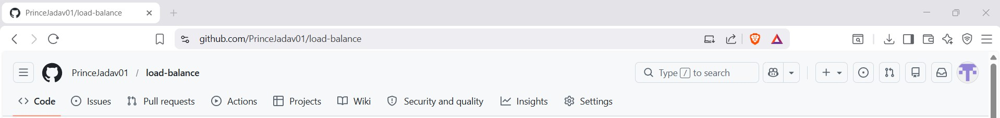 PrinceJadav01/load-balance
github.com/PrinceJadav01/load-balance
PrinceJadav01 / load-balance
Type / to search
Code Issues Pull requests Actions Projects Wiki Security and quality Insights Settings